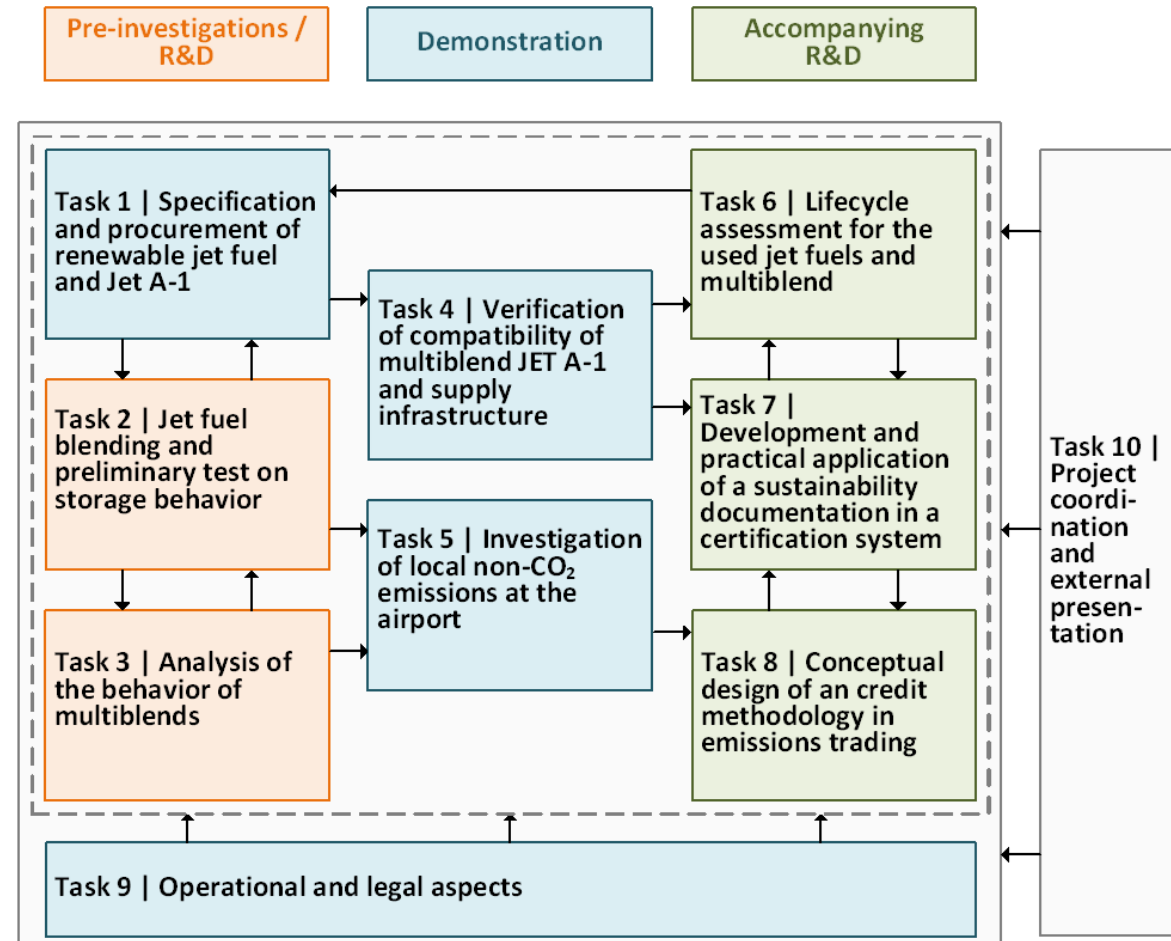 Pre-investigations /
R&D
Demonstration
Accompanying
R&D
Task 1 | Specification
and procurement of
renewable jet fuel
and Jet A-1
Task 6 | Lifecycle
assessment for the
used jet fuels and
multiblend
Task 4 | Verification
of compatibility of
multiblend JET A-1
and supply
infrastructure
Task 2 | Jet fuel
blending and
preliminary test on
storage behavior
Task 7 |
Development and
practical application
of a sustainability
documentation in a
certification system
Task 5 | Investigation
of local non-CO₂
emissions at the
airport
Task 3 | Analysis of
the behavior of
multiblends
Task 8 | Conceptual
design of an credit
methodology in
emissions trading
Task 10 |
Project
coordi-
nation
and
external
presen-
tation
Task 9 | Operational and legal aspects